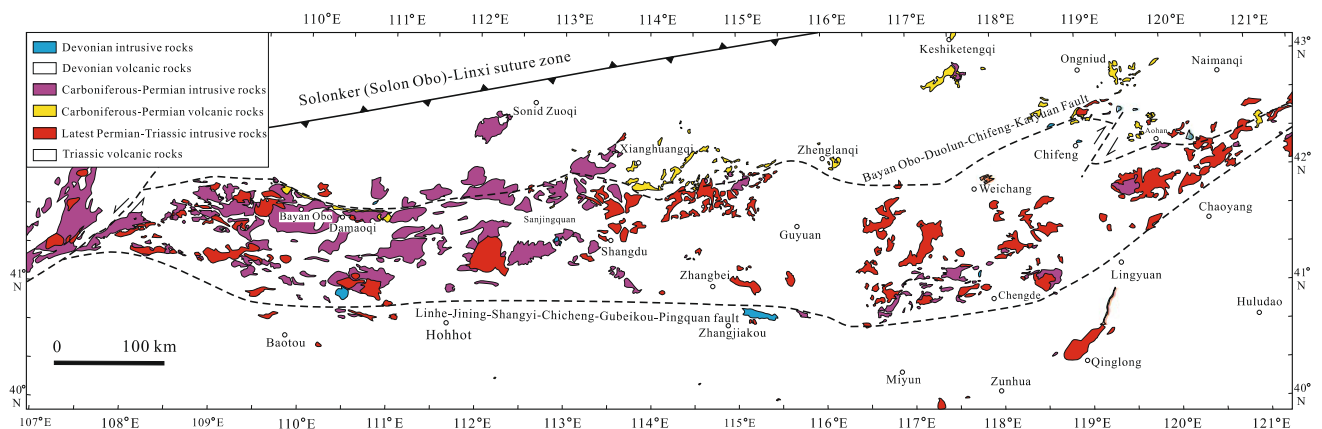 110°E 111°E 112°E 113°E 114°E 115°E 116°E 117°E 118°E 119°E 120°E 121°E
43° N
Devonian intrusive rocks
Devonian volcanic rocks
Carboniferous-Permian intrusive rocks
Carboniferous-Permian volcanic rocks
Latest Permian-Triassic intrusive rocks
Triassic volcanic rocks
Solonker (Solon Obo)-Linxi suture zone
Keshiketengqi
Ongniud
Naimanqi
Sonid Zuoqi
Bayan Obo-Duolun-Chifeng-Kaiyuan Fault
Xianghuangqi
Zhenglanqi
Chifeng
Aohan
42° N
Weichang
Bayan Obo
Damaoqi
Sanjingquan
Shangdu
Guyuan
Chaoyang
41° N
Zhangbei
Chengde
Lingyuan
41° N
Huludao
Linhe-Jining-Shangyi-Chicheng-Gubeikou-Pingquan fault
Hohhot
Zhangjiakou
Baotou
0 100 km
Qinglong
Miyun
Zunhua
40° N
40° N
107°E 108°E 109°E 110°E 111°E 112°E 113°E 114°E 115°E 116°E 117°E 118°E 119°E 120°E 121°E